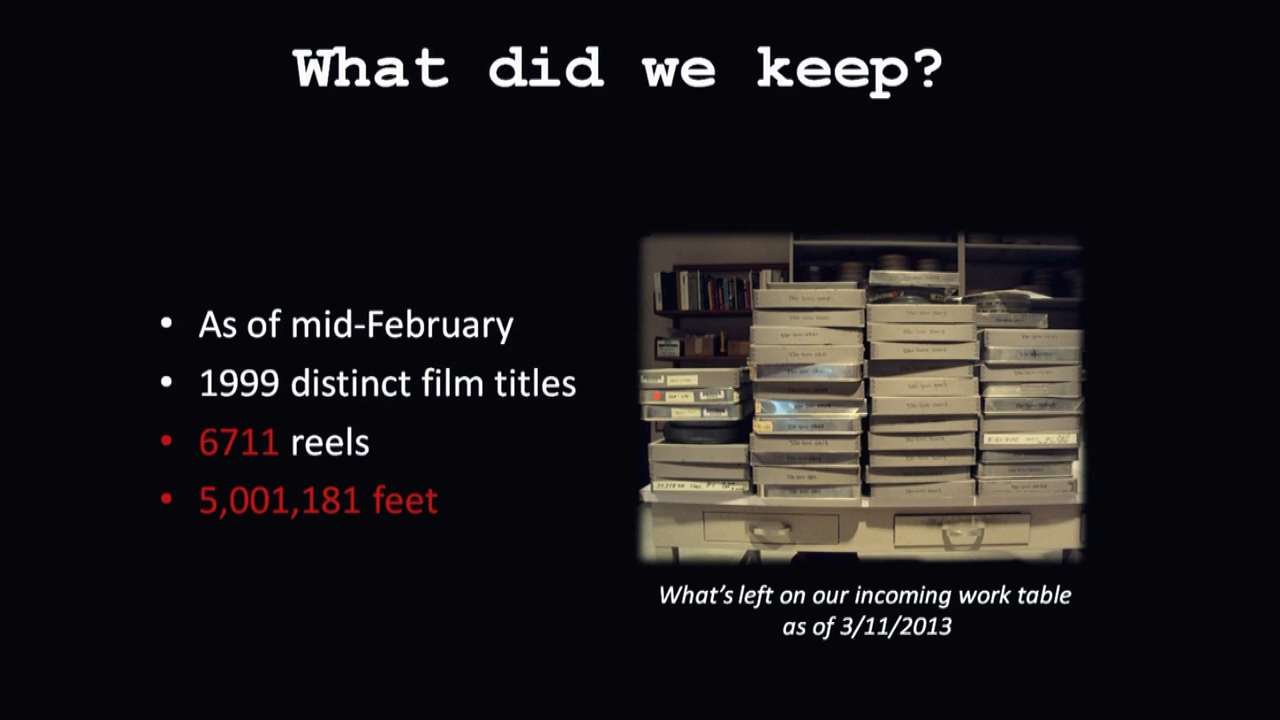 What did we keep?
As of mid-February
1999 distinct film titles
6711 reels
5,001,181 feet
What's left on our incoming work table
as of 3/11/2013